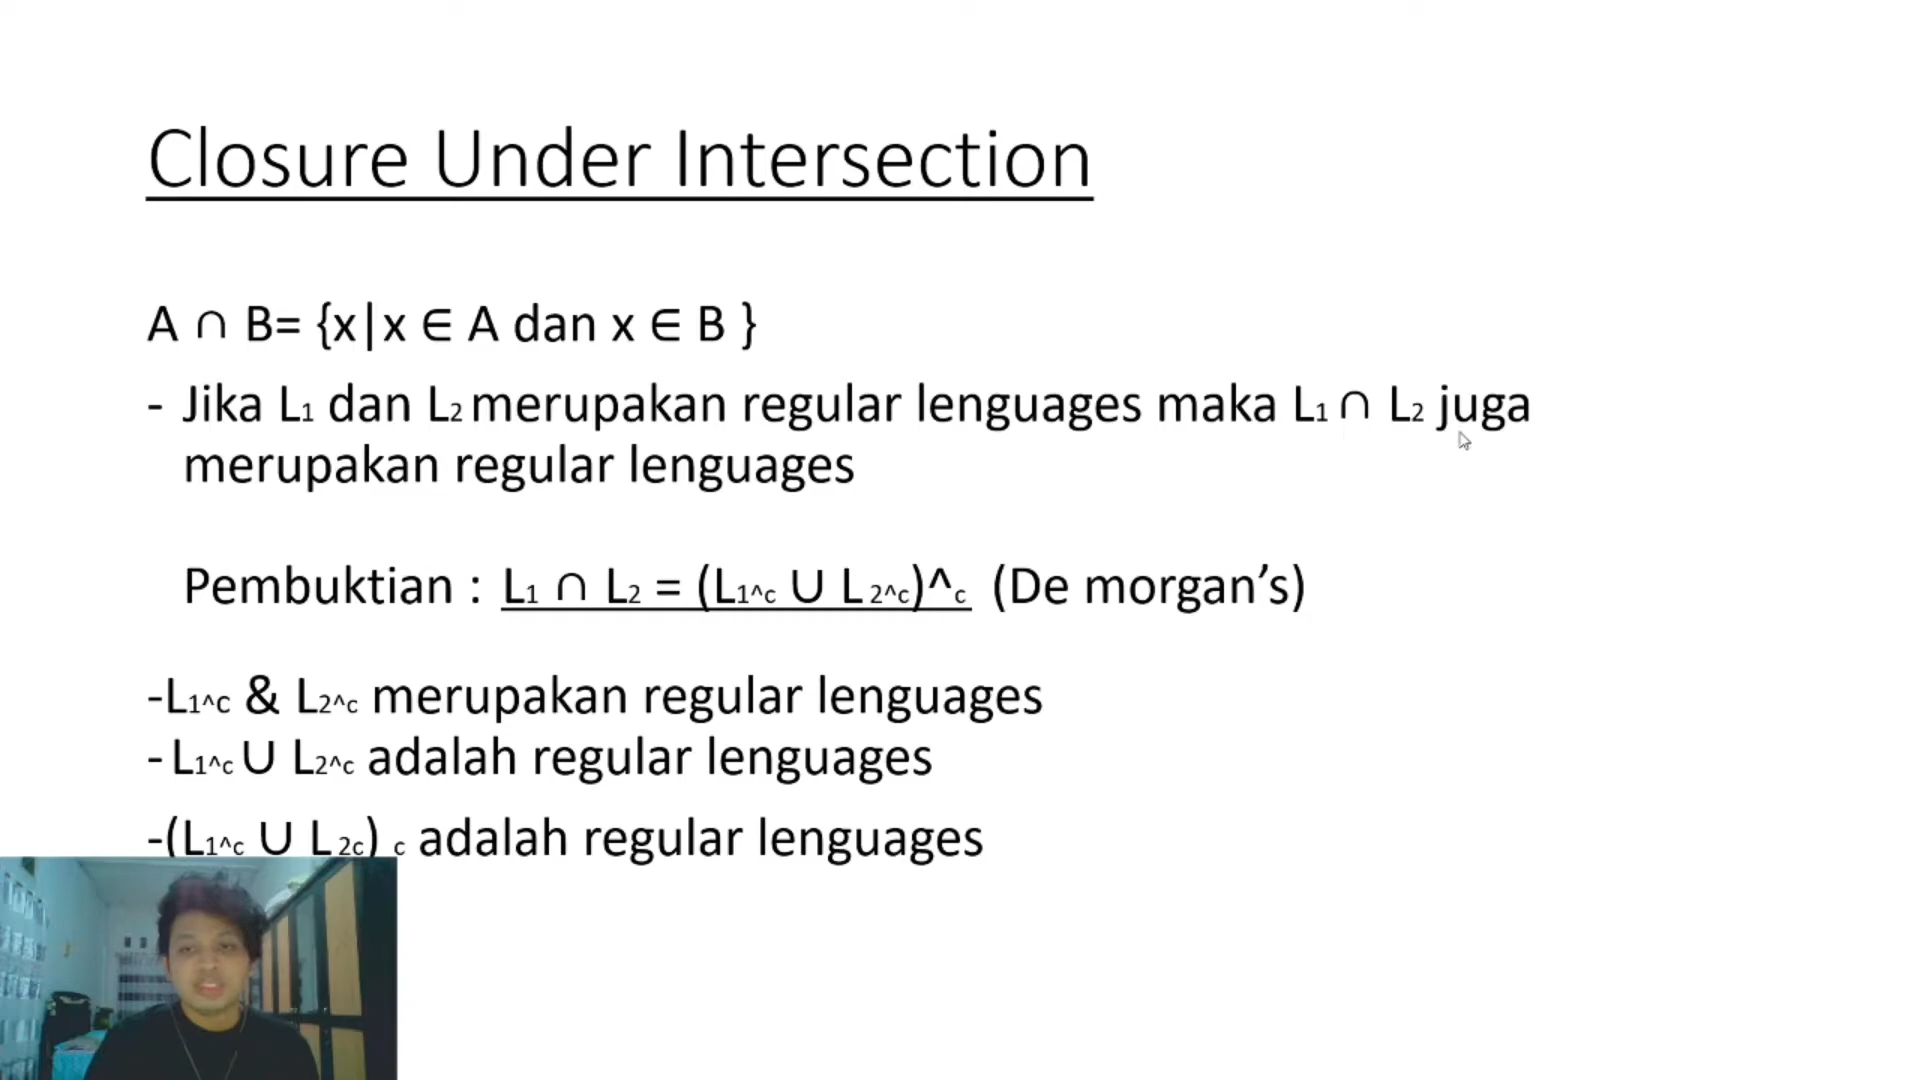 Closure Under Intersection
A ∩ B= {x|x ∈ A dan x ∈ B }
- Jika L₁ dan L₂ merupakan regular lenguages maka L₁ ∩ L₂ juga
merupakan regular lenguages
Pembuktian : L₁ ∩ L₂ = (L₁^c ∪ L ₂^c)^c (De morgan’s)
-L₁^c & L₂^c merupakan regular lenguages
- L₁^c ∪ L₂^c adalah regular lenguages
-(L₁^c ∪ L ₂c) c adalah regular lenguages